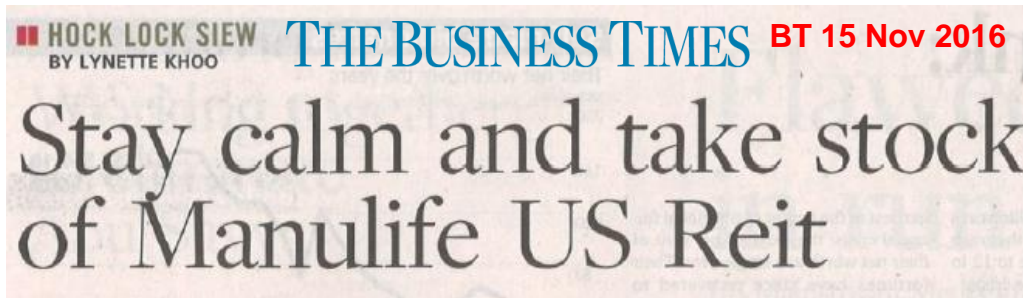 HOCK LOCK SIEW
BY LYNETTE KHOO
THE BUSINESS TIMES
BT 15 Nov 2016
Stay calm and take stock
of Manulife US Reit